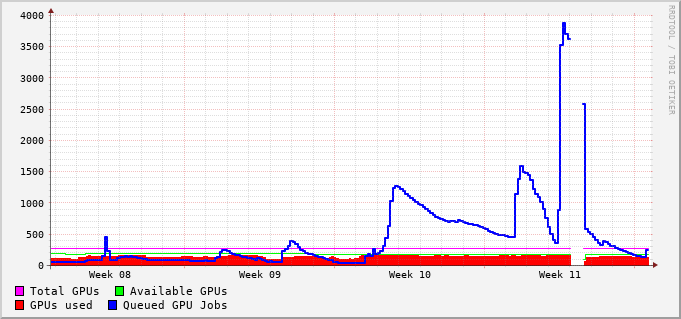 4000
3500
3000
2500
2000
1500
1000
500
0
Week 08 Week 09 Week 10 Week 11
Total GPUs Available GPUs
GPUs used Queued GPU Jobs
RRDTOOL / TOBI OETIKER